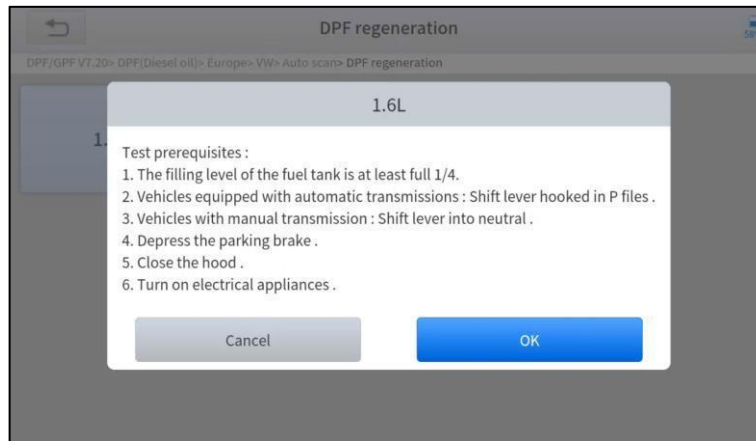 DPF regeneration
DPF/GPF V7.20> DPF(Diesel oil)> Europe> VW> Auto scan> DPF regeneration
1.6L
1.
Test prerequisites :
1. The filling level of the fuel tank is at least full 1/4.
2. Vehicles equipped with automatic transmissions : Shift lever hooked in P files .
3. Vehicles with manual transmission : Shift lever into neutral .
4. Depress the parking brake .
5. Close the hood .
6. Turn on electrical appliances .
Cancel
OK